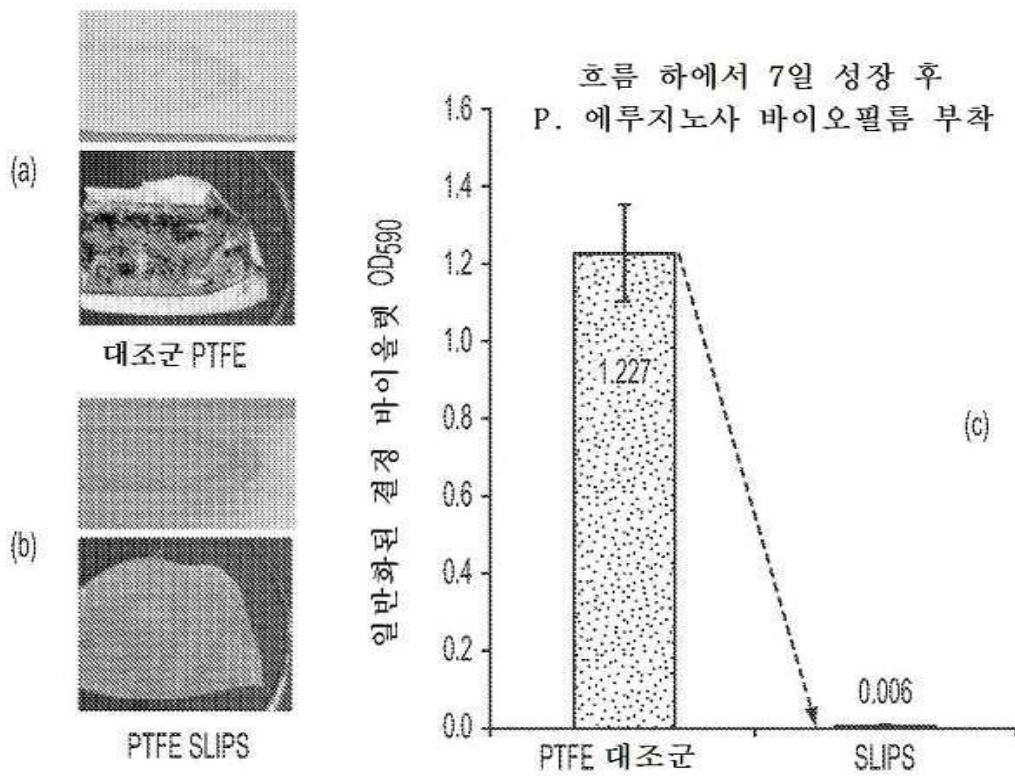 (a)
대조군 PTFE
(b)
PTFE SLIPS
흐름 하에서 7일 성장 후
P. 에루지노사 바이오필름 부착
일반화된 결정 바이올렛 OD590
1.6
1.4
1.2
1.0
0.8
0.6
0.4
0.2
0.0
1.227
0.006
(c)
PTFE 대조군
SLIPS